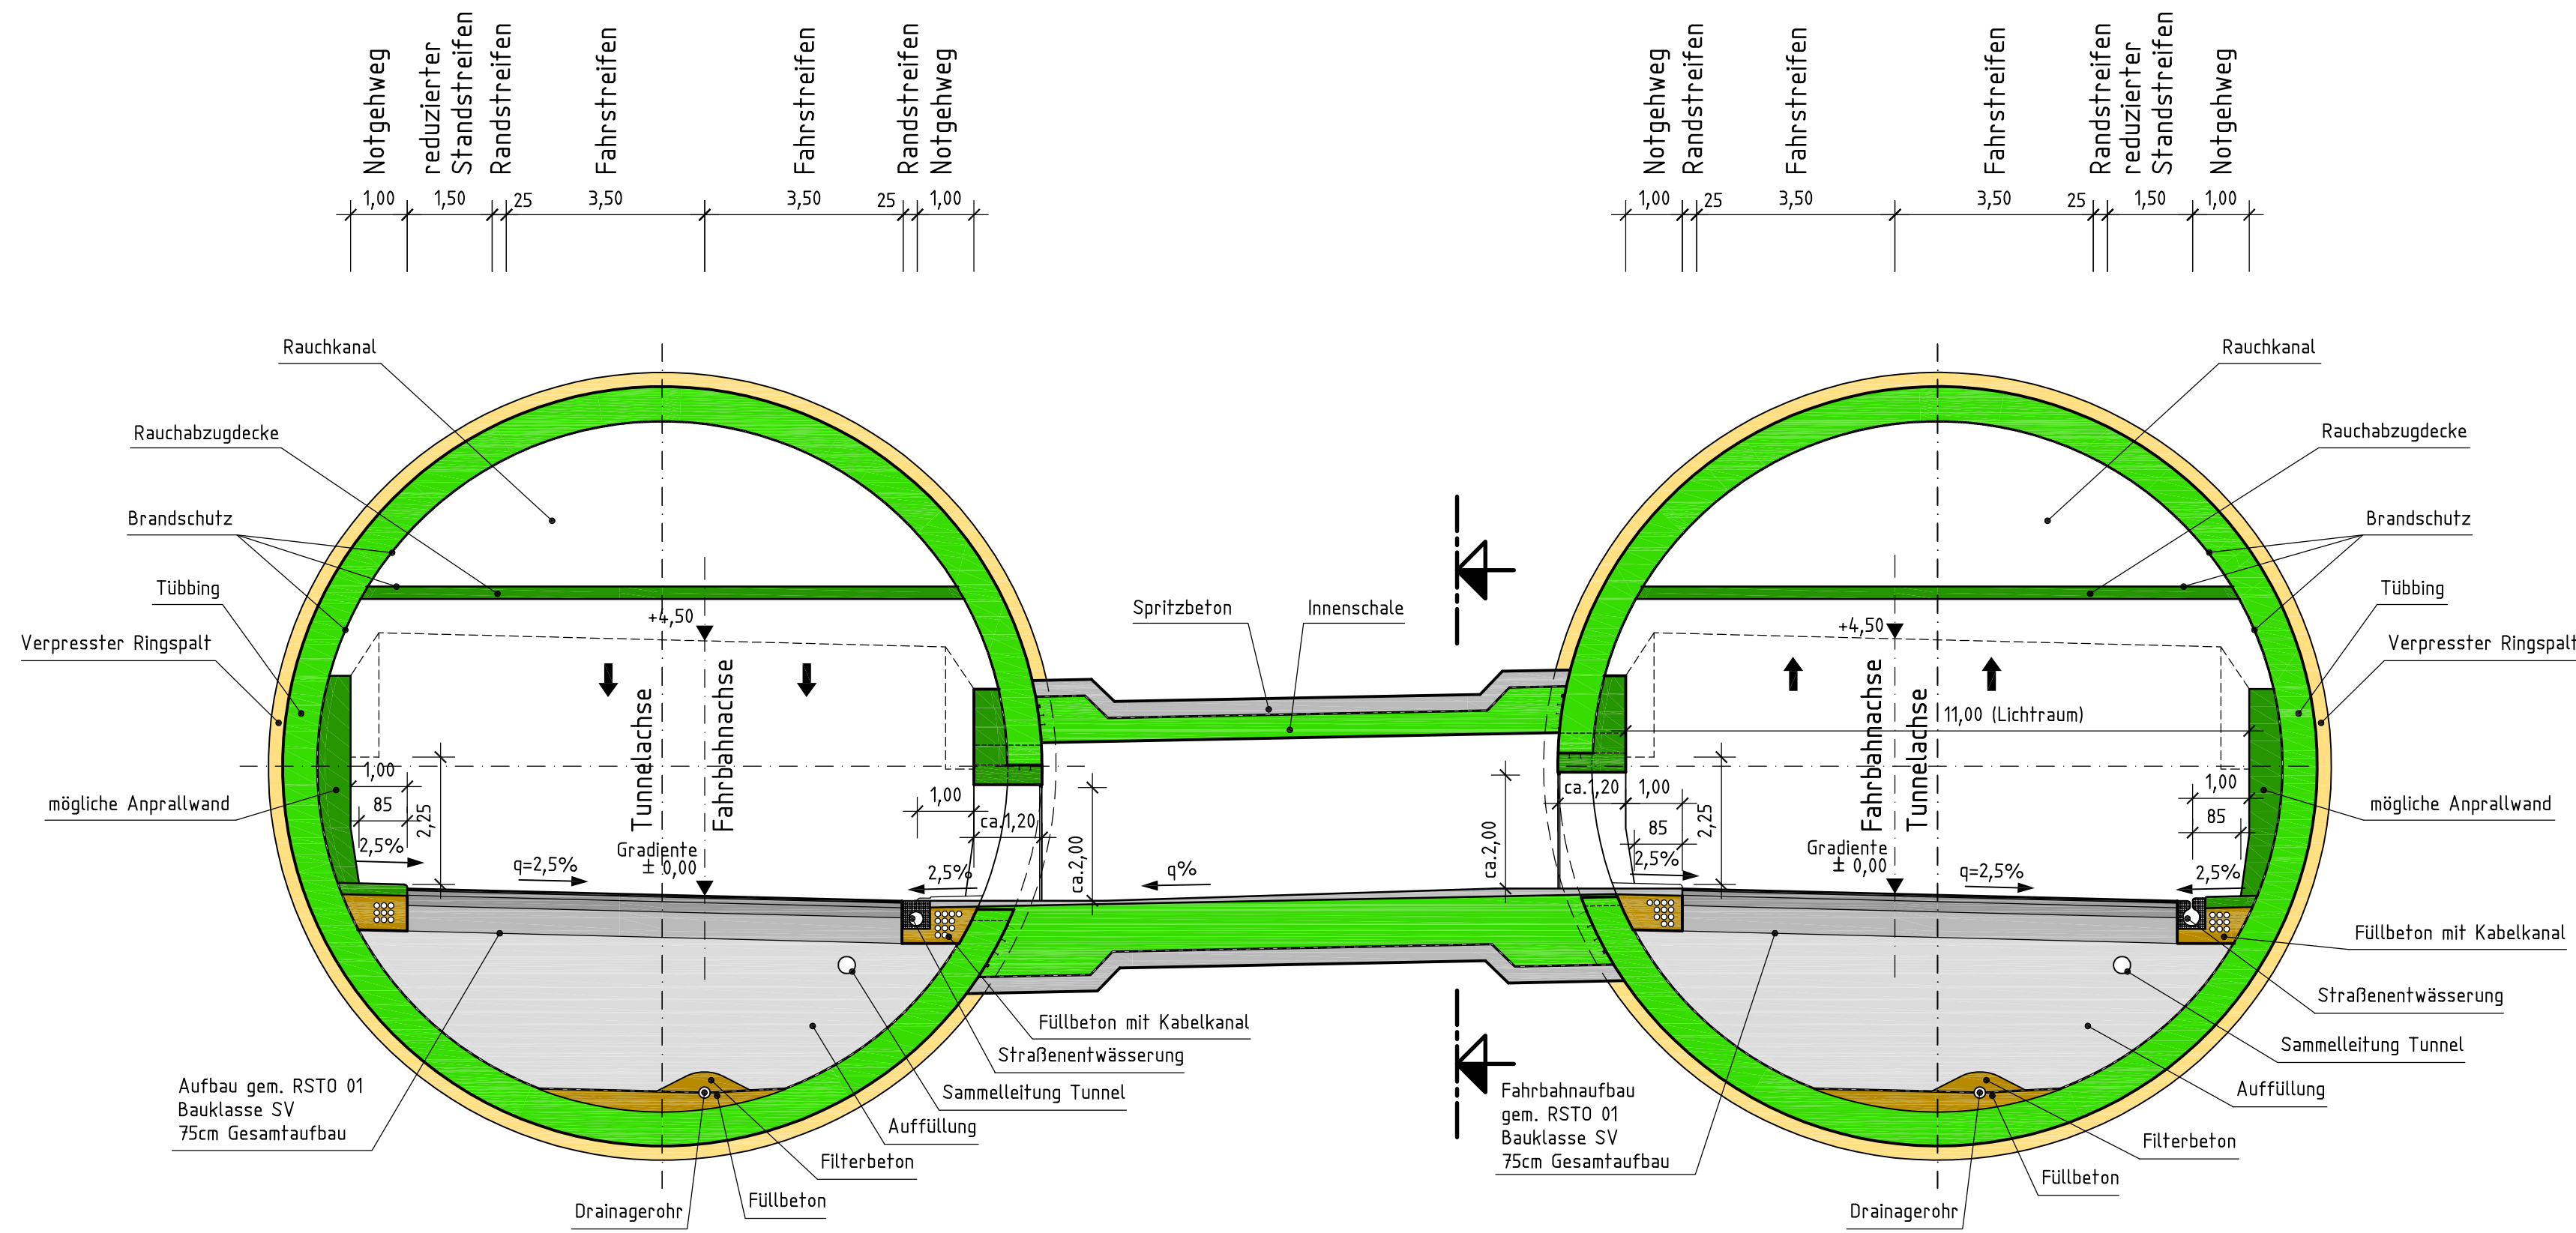 Notgehweg
reduzierter
Standstreifen
Randstreifen
Fahrstreifen
Fahrstreifen
Randstreifen
Notgehweg
1,00
1,50
25
3,50
3,50
25
1,00
Notgehweg
Randstreifen
Fahrstreifen
Fahrstreifen
Randstreifen
reduzierter
Standstreifen
Notgehweg
1,00
25
3,50
3,50
25
1,50
1,00
Rauchkanal
Rauchabzugdecke
Brandschutz
Tübbing
Verpresster Ringspalt
mögliche Anprallwand
+4,50
Tunnelachse
Fahrbahnachse
1,00
85
2,25
2,5%
q=2,5%
Gradiente
± 0,00
1,00
ca.1,20
2,5%
ca.2,00
Spritzbeton
Innenschale
q%
ca.2,00
Aufbau gem. RSTO 01
Bauklasse SV
75cm Gesamtaufbau
Füllbeton mit Kabelkanal
Straßenentwässerung
Sammelleitung Tunnel
Auffüllung
Filterbeton
Füllbeton
Drainagerohr
Rauchkanal
Rauchabzugdecke
Brandschutz
Tübbing
Verpresster Ringspalt
mögliche Anprallwand
+4,50
Fahrbahnachse
Tunnelachse
11,00 (Lichtraum)
ca.1,20
1,00
85
2,25
2,5%
Gradiente
± 0,00
q=2,5%
1,00
85
2,5%
Füllbeton mit Kabelkanal
Straßenentwässerung
Sammelleitung Tunnel
Auffüllung
Filterbeton
Füllbeton
Drainagerohr
Fahrbahnaufbau
gem. RSTO 01
Bauklasse SV
75cm Gesamtaufbau